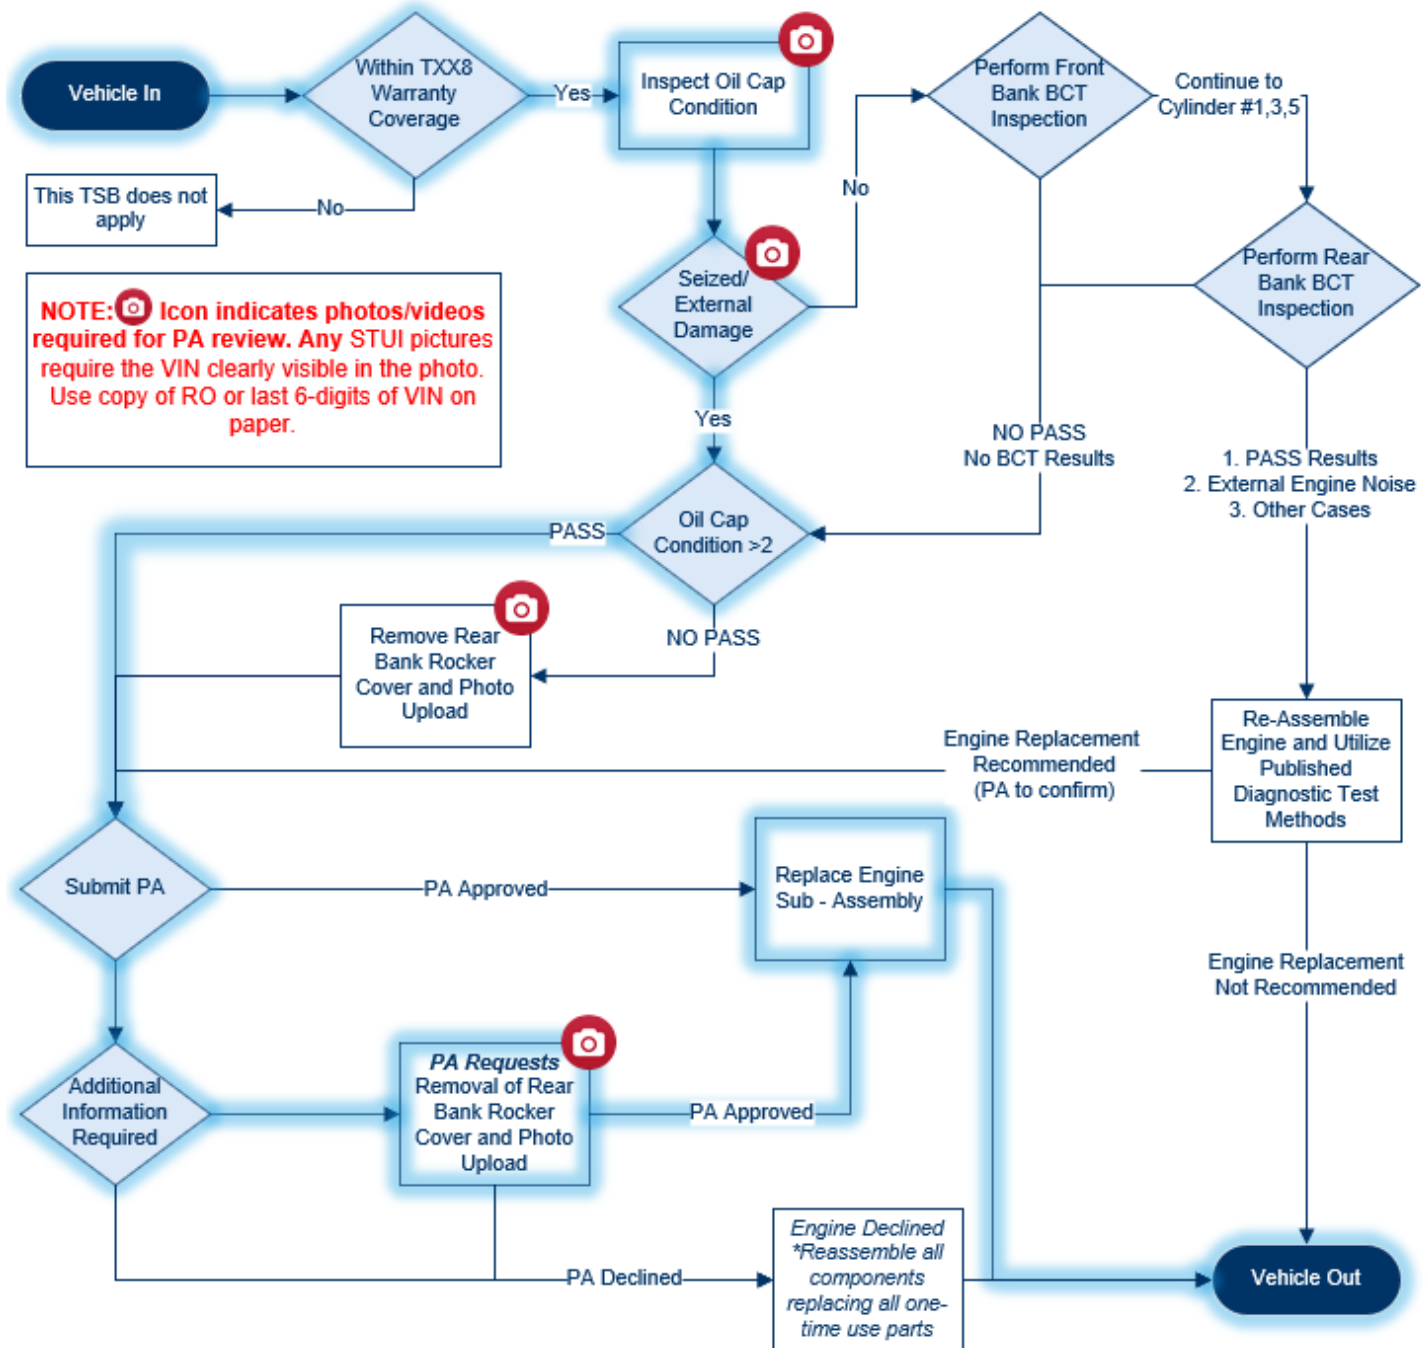 Vehicle In
Within TXX8
Warranty
Coverage
Yes
Inspect Oil Cap
Condition
Perform Front
Bank BCT
Inspection
Continue to
Cylinder #1,3,5
This TSB does not
apply
No
No
Perform Rear
Bank BCT
Inspection
Seized/
External
Damage
NOTE: Icon indicates photos/videos
required for PA review. Any STUI pictures
require the VIN clearly visible in the photo.
Use copy of RO or last 6-digits of VIN on
paper.
Yes
NO PASS
No BCT Results
1. PASS Results
2. External Engine Noise
3. Other Cases
PASS
Oil Cap
Condition >2
NO PASS
Remove Rear
Bank Rocker
Cover and Photo
Upload
Engine Replacement
Recommended
(PA to confirm)
Re-Assemble
Engine and Utilize
Published
Diagnostic Test
Methods
Submit PA
PA Approved
Replace Engine
Sub - Assembly
Engine Replacement
Not Recommended
Additional
Information
Required
PA Requests
Removal of Rear
Bank Rocker
Cover and Photo
Upload
PA Approved
PA Declined
Engine Declined
*Reassemble all
components
replacing all one-
time use parts
Vehicle Out